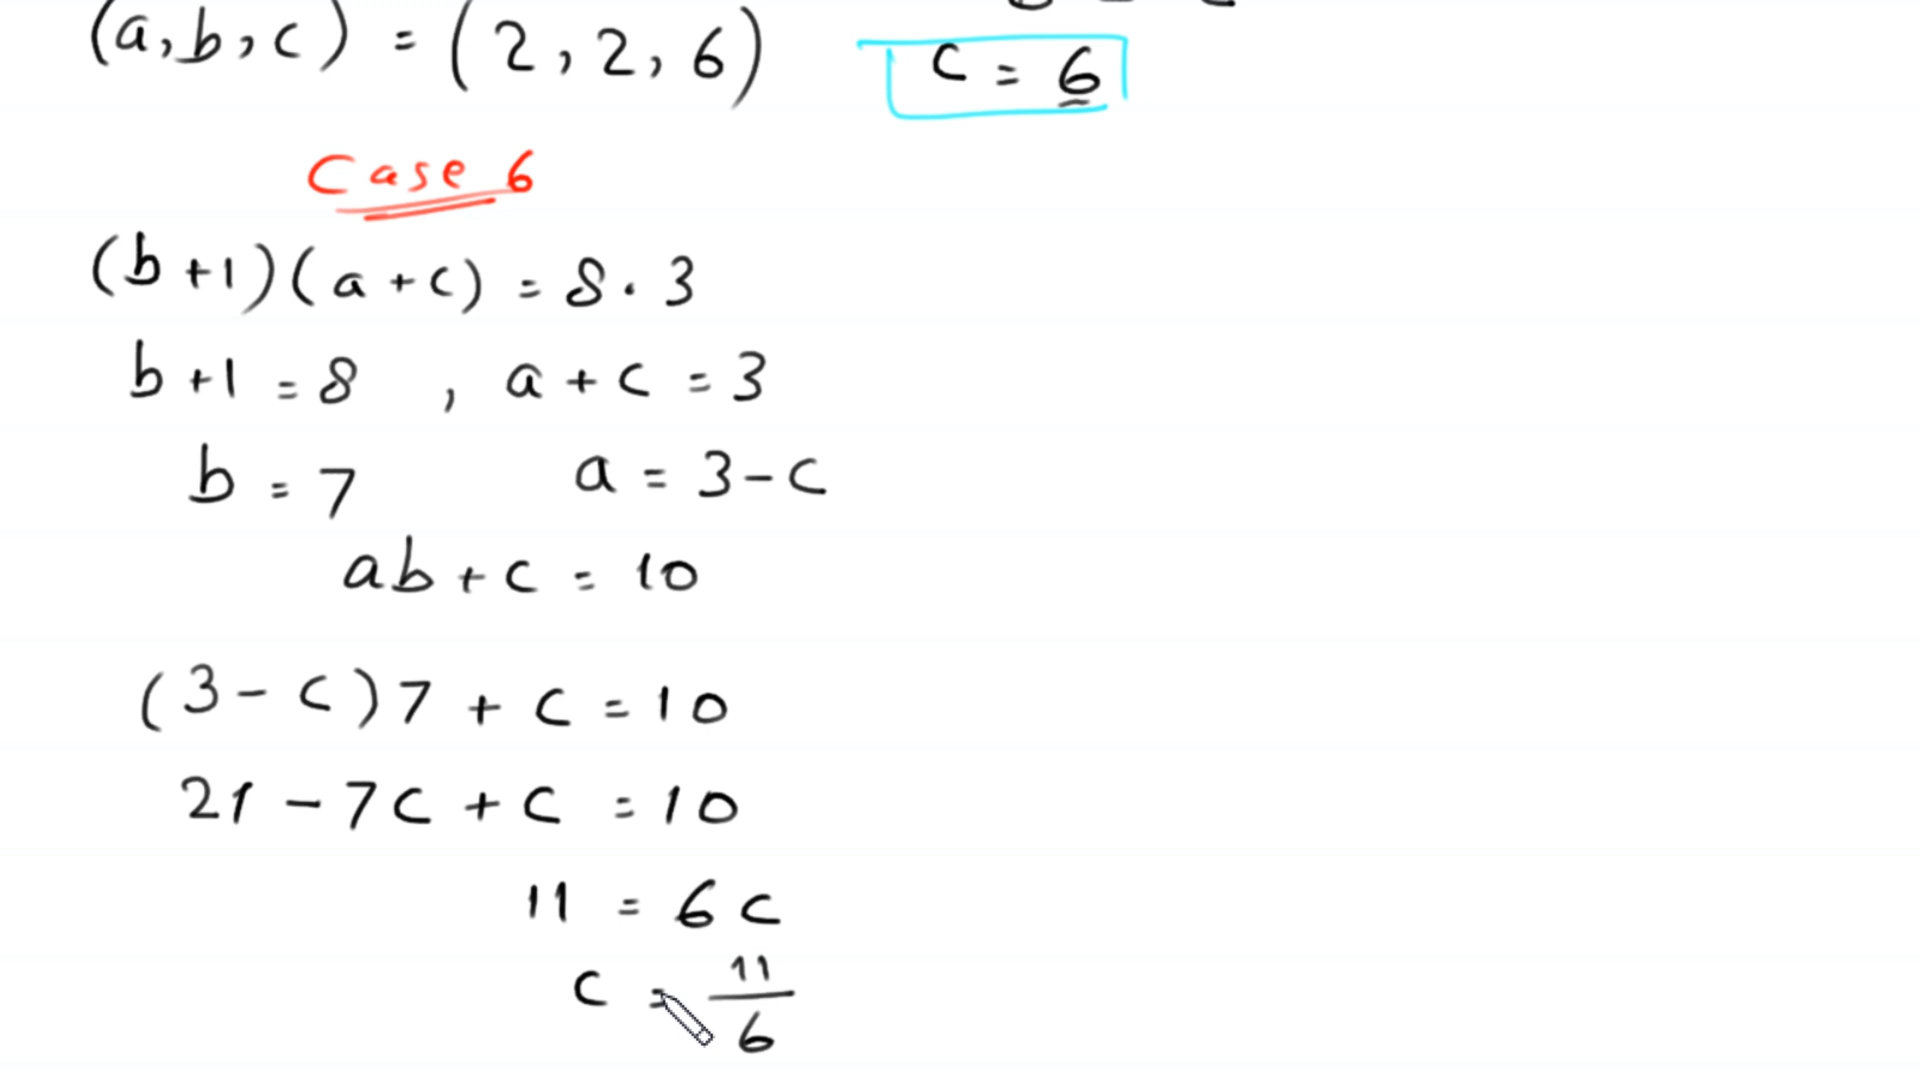 (a,b,c) = (2,2,6)
c = 6
Case 6
(b+1)(a+c) = 8·3
b+1 = 8 , a+c = 3
b = 7 a = 3-c
ab+c = 10
(3-c)7 + c = 10
21 - 7c + c = 10
11 = 6c
c = 11/6